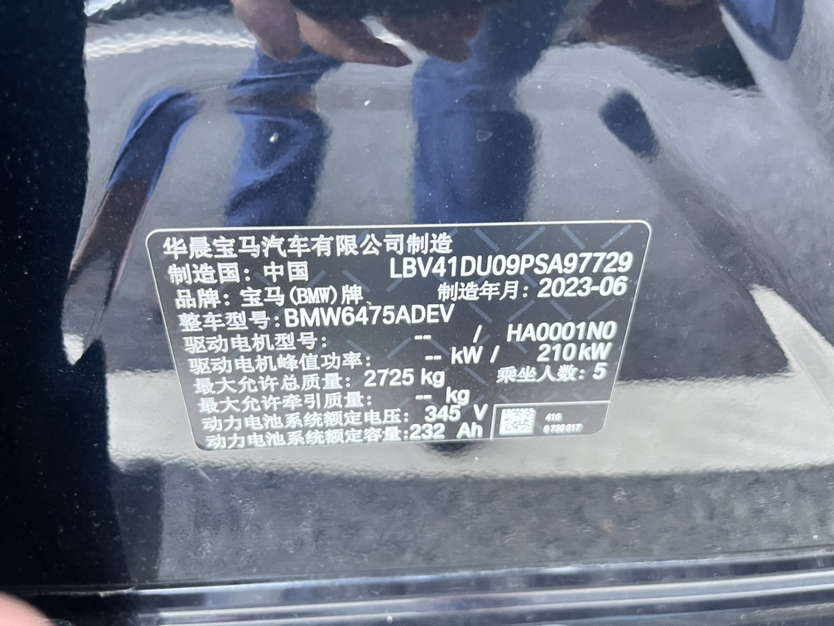 华晨宝马汽车有限公司制造
制造国：中国 LBV41DU09PSA97729
品牌：宝马(BMW)牌 制造年月：2023-06
整车型号:BMW6475ADEV
驱动电机型号： -- / HA0001N0
驱动电机峰值功率： -- kW / 210kW
最大允许总质量： 2725 kg 乘坐人数：5
最大允许牵引质量： -- kg
动力电池系统额定电压： 345 V
动力电池系统额定容量:232 Ah
416